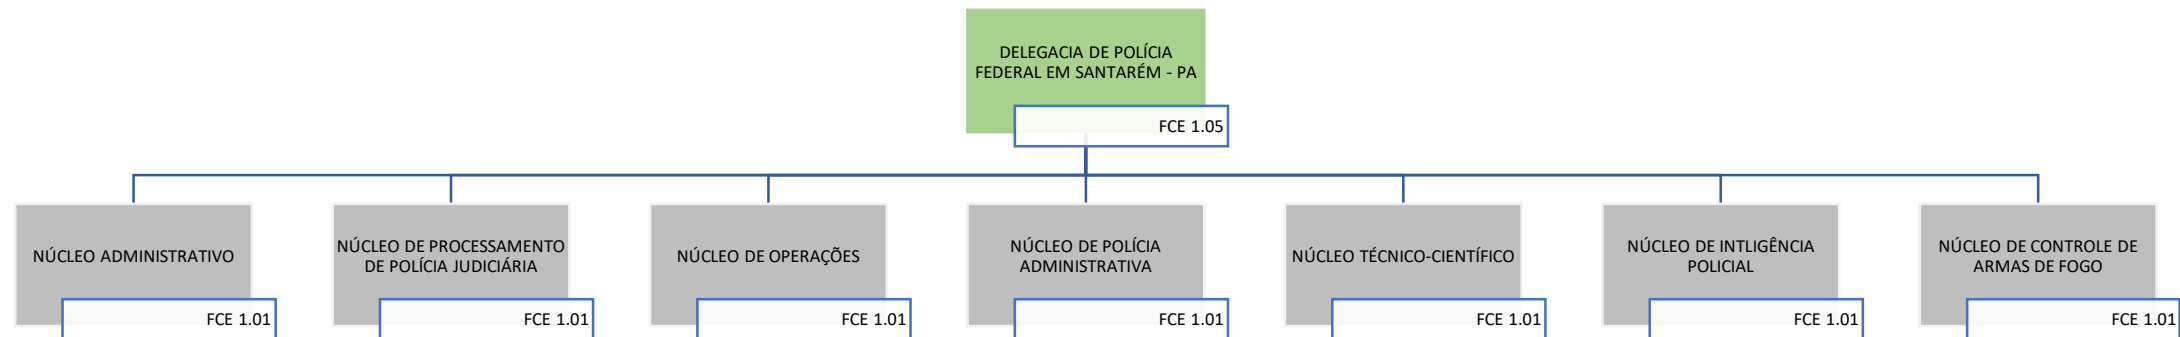 DELEGACIA DE POLÍCIA
FEDERAL EM SANTARÉM - PA
FCE 1.05
NÚCLEO ADMINISTRATIVO
FCE 1.01
NÚCLEO DE PROCESSAMENTO
DE POLÍCIA JUDICIÁRIA
FCE 1.01
NÚCLEO DE OPERAÇÕES
FCE 1.01
NÚCLEO DE POLÍCIA
ADMINISTRATIVA
FCE 1.01
NÚCLEO TÉCNICO-CIENTÍFICO
FCE 1.01
NÚCLEO DE INTLIGÊNCIA
POLICIAL
FCE 1.01
NÚCLEO DE CONTROLE DE
ARMAS DE FOGO
FCE 1.01